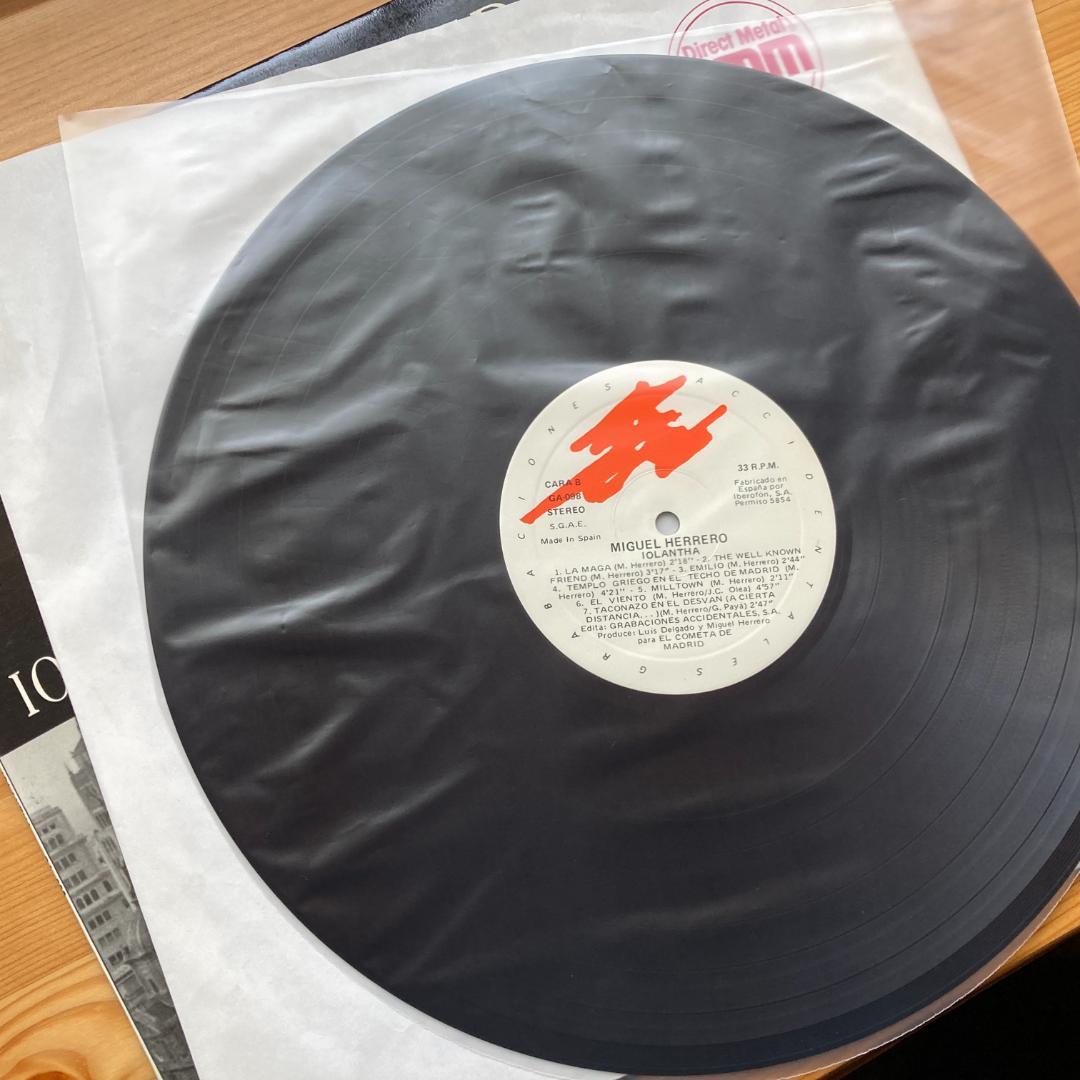 Direct Metal
GRABACIONES ACCIDENTALES
CARA B
GA-098
STEREO
S.G.A.E.
Made In Spain
33 R.P.M.
Fabricado en
España por
Iberofón, S.A.
Permiso 5854
MIGUEL HERRERO
IOLANTHA
1. LA MAGA (M. Herrero) 2'18" - 2. THE WELL KNOWN
FRIEND (M. Herrero) 3'17" - 3. EMILIO (M. Herrero) 2'44"
4. TEMPLO GRIEGO EN EL TECHO DE MADRID (M.
Herrero) 4'21" - 5. MILLTOWN (M. Herrero) 2'11"
6. EL VIENTO (M. Herrero/J.C. Olea) 4'57"
7. TACONAZO EN EL DESVAN (A CIERTA
DISTANCIA...)(M. Herrero/G. Payá) 2'47"
Edita: GRABACIONES ACCIDENTALES, S.A.
Produce: Luis Delgado y Miguel Herrero
para EL COMETA DE
MADRID
IO